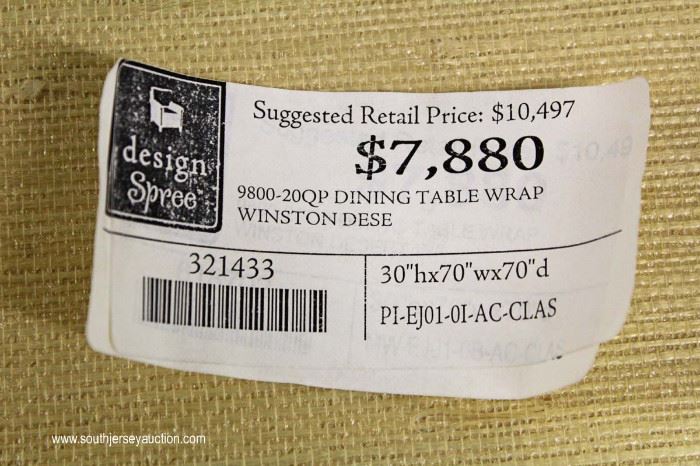 design
Spree
Suggested Retail Price: $10,497
$7,880
9800-20QP DINING TABLE WRAP
WINSTON DESE
321433
30"hx70"wx70"d
PI-EJ01-0I-AC-CLAS
www.southjerseyauction.com